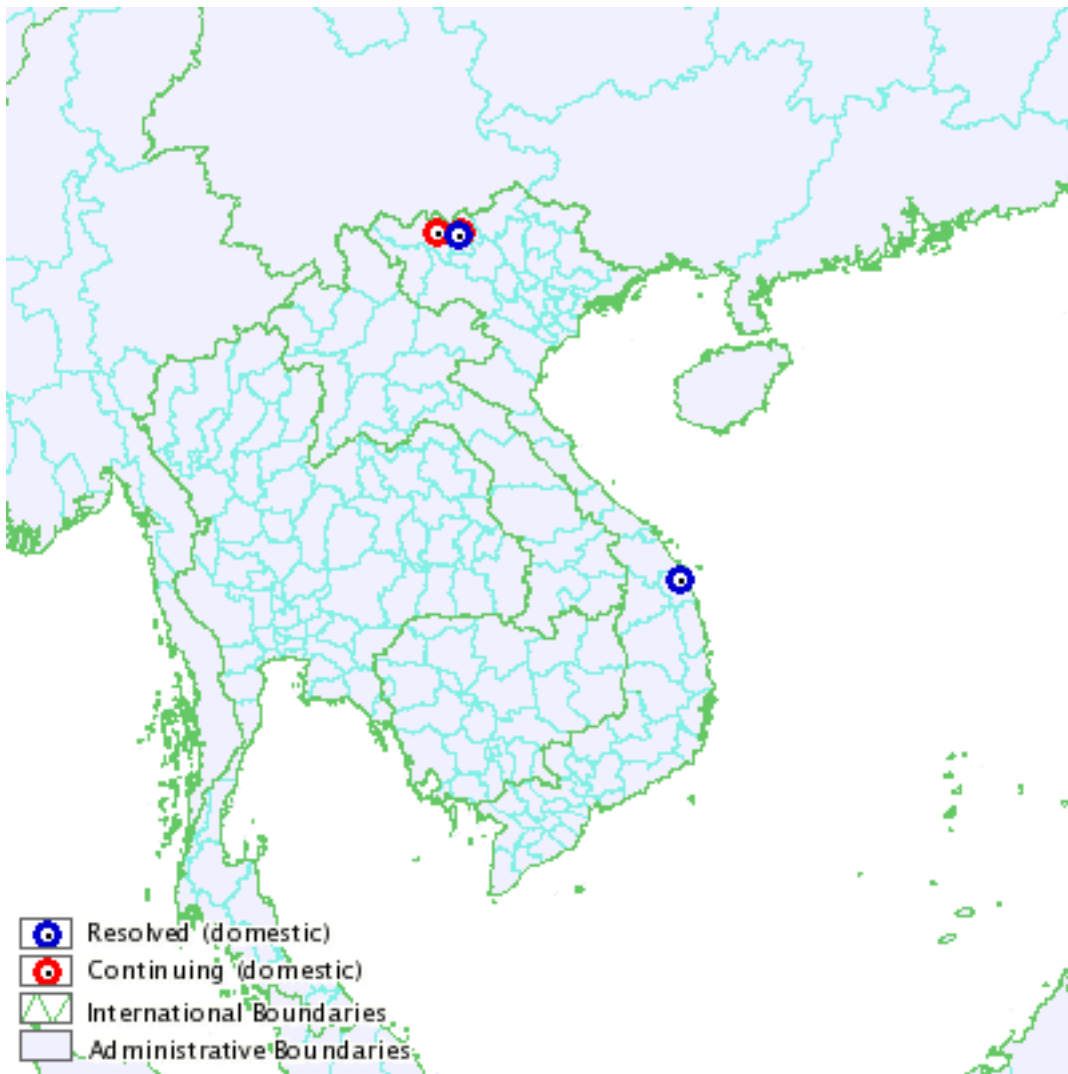 Resolved (domestic)
Continuing (domestic)
International Boundaries
Administrative Boundaries